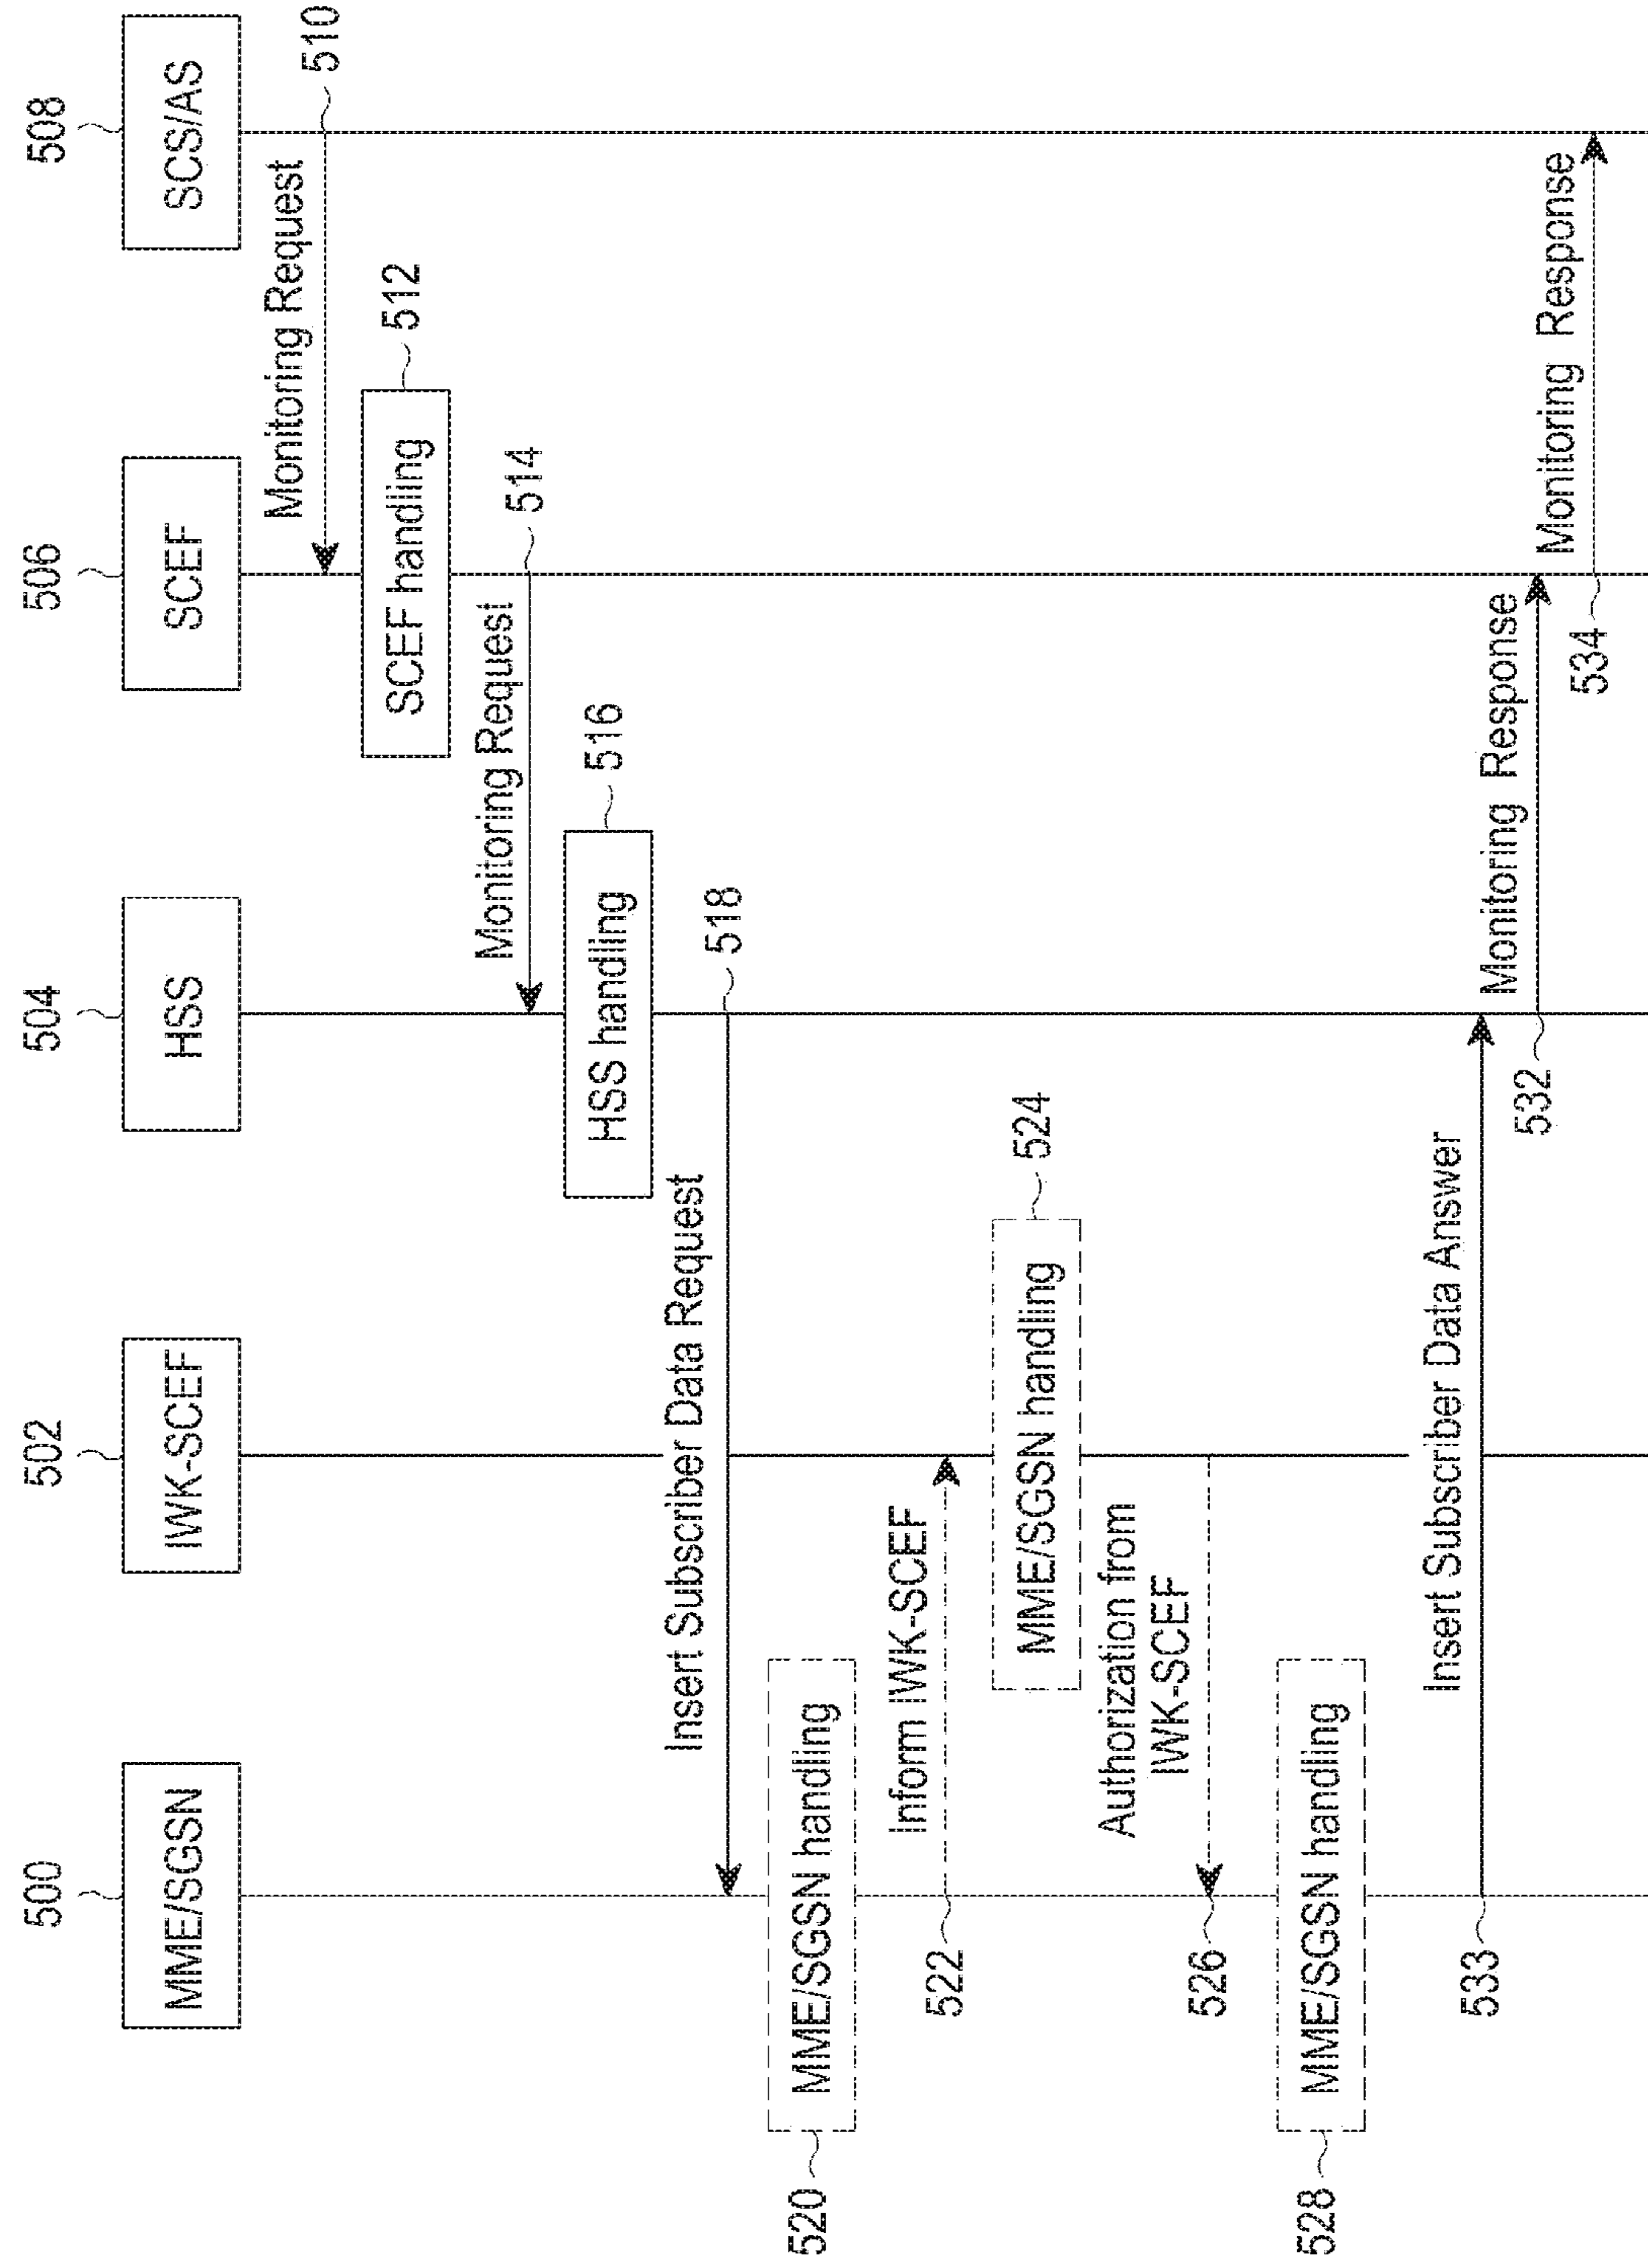 500
502
504
506
508
MME/SGSN
IWK-SCEF
HSS
SCEF
SCS/AS
Monitoring Request
510
SCEF handling
512
Monitoring Request
514
HSS handling
516
Insert Subscriber Data Request
518
520
MME/SGSN handling
Inform IWK-SCEF
522
MME/SGSN handling
524
Authorization from
IWK-SCEF
526
528
MME/SGSN handling
Insert Subscriber Data Answer
533
Monitoring Response
532
Monitoring Response
534